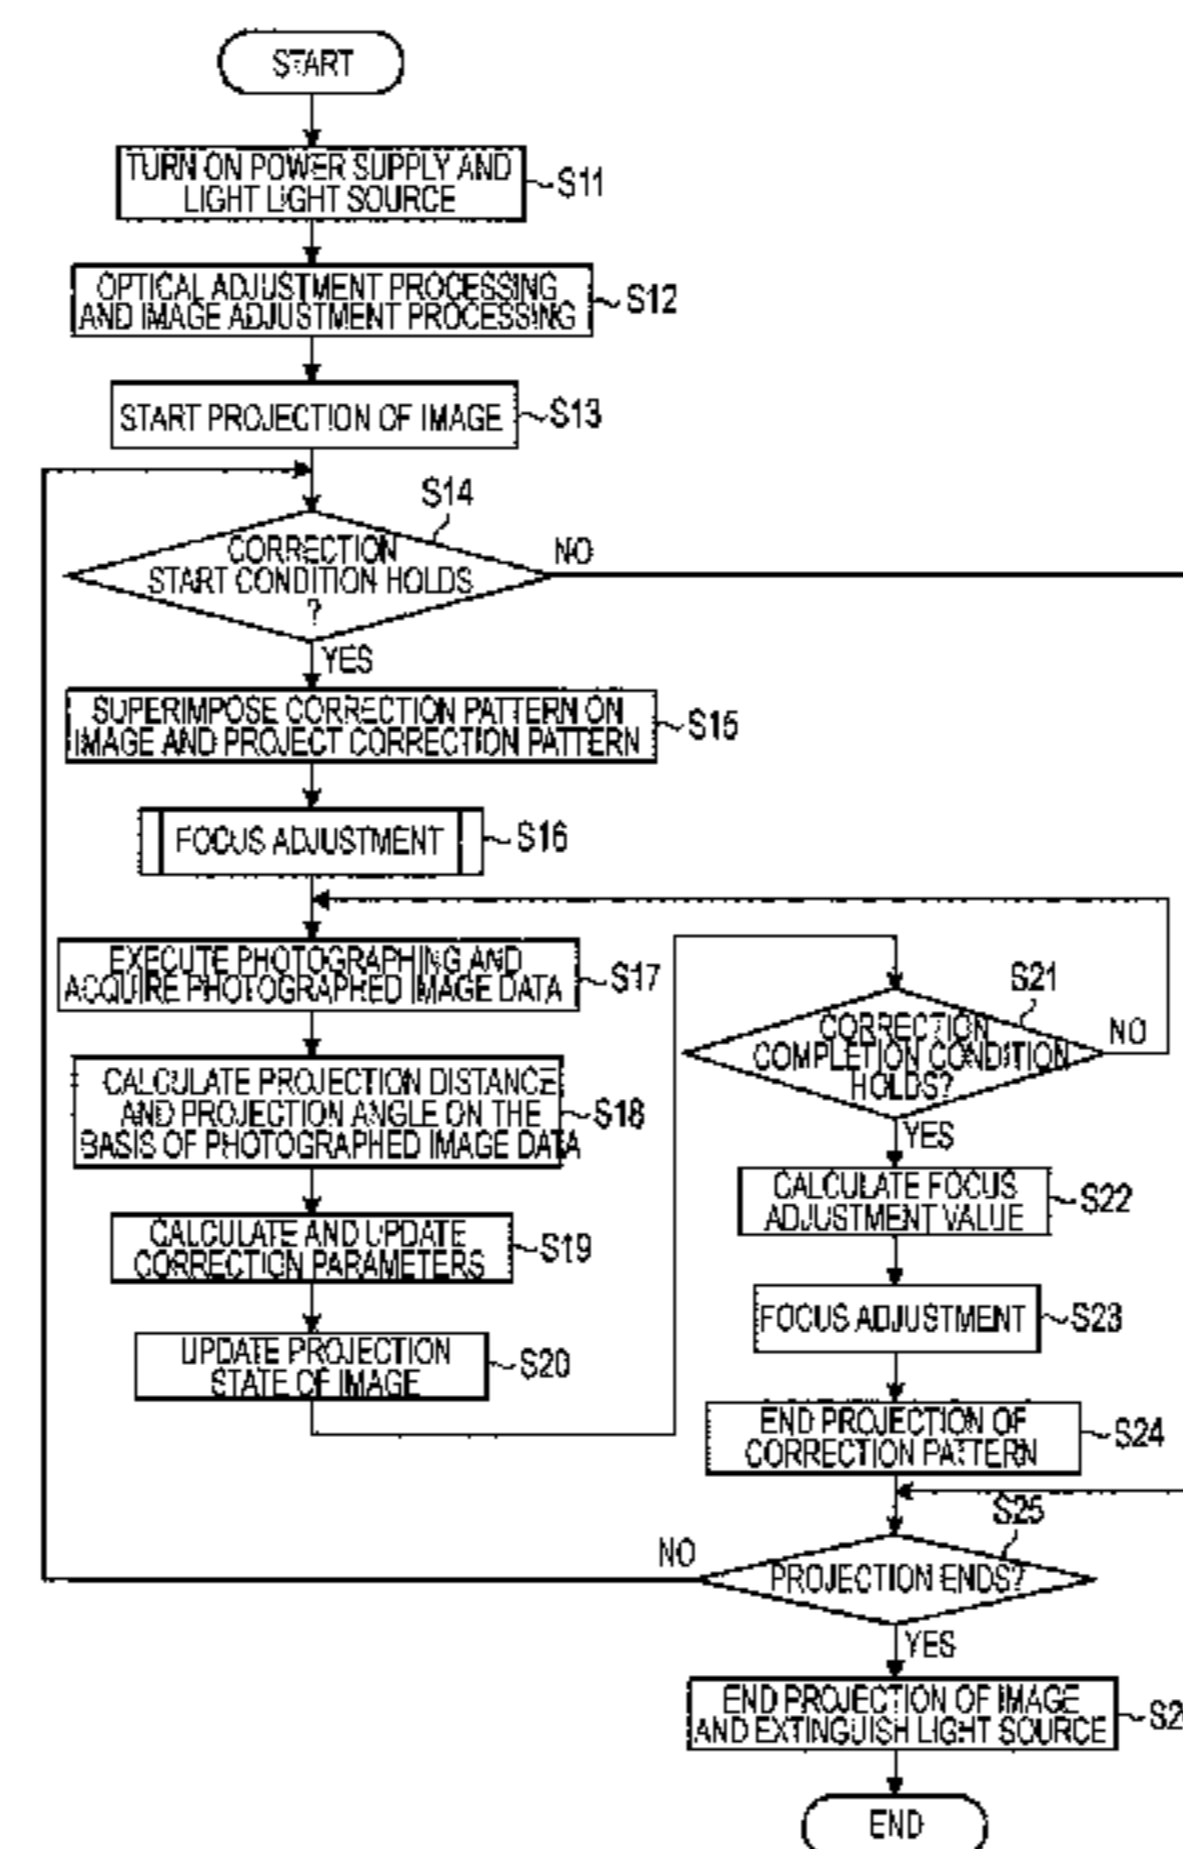 START
TURN ON POWER SUPPLY AND
LIGHT LIGHT SOURCE
S11
OPTICAL ADJUSTMENT PROCESSING
AND IMAGE ADJUSTMENT PROCESSING
S12
START PROJECTION OF IMAGE
S13
S14
CORRECTION
START CONDITION HOLDS
?
NO
YES
SUPERIMPOSE CORRECTION PATTERN ON
IMAGE AND PROJECT CORRECTION PATTERN
S15
FOCUS ADJUSTMENT
S16
EXECUTE PHOTOGRAPHING AND
ACQUIRE PHOTOGRAPHED IMAGE DATA
S17
CALCULATE PROJECTION DISTANCE
AND PROJECTION ANGLE ON THE
BASIS OF PHOTOGRAPHED IMAGE DATA
S18
CALCULATE AND UPDATE
CORRECTION PARAMETERS
S19
UPDATE PROJECTION
STATE OF IMAGE
S20
S21
CORRECTION
COMPLETION CONDITION
HOLDS?
NO
YES
CALCULATE FOCUS
ADJUSTMENT VALUE
S22
FOCUS ADJUSTMENT
S23
END PROJECTION OF
CORRECTION PATTERN
S24
S25
PROJECTION ENDS?
NO
YES
END PROJECTION OF IMAGE
AND EXTINGUISH LIGHT SOURCE
END